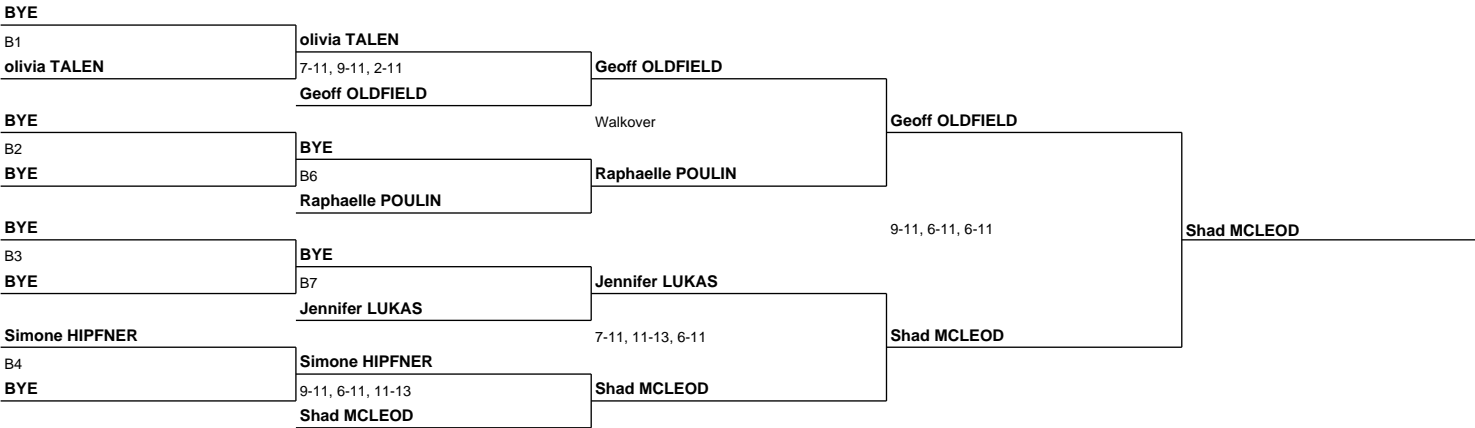 BYE
B1
olivia TALEN
olivia TALEN
7-11, 9-11, 2-11
Geoff OLDFIELD
Geoff OLDFIELD
BYE
Walkover
Geoff OLDFIELD
B2
BYE
BYE
B6
Raphaelle POULIN
Raphaelle POULIN
BYE
9-11, 6-11, 6-11
Shad MCLEOD
B3
BYE
BYE
B7
Jennifer LUKAS
Jennifer LUKAS
Simone HIPFNER
7-11, 11-13, 6-11
Shad MCLEOD
B4
Simone HIPFNER
BYE
9-11, 6-11, 11-13
Shad MCLEOD
Shad MCLEOD